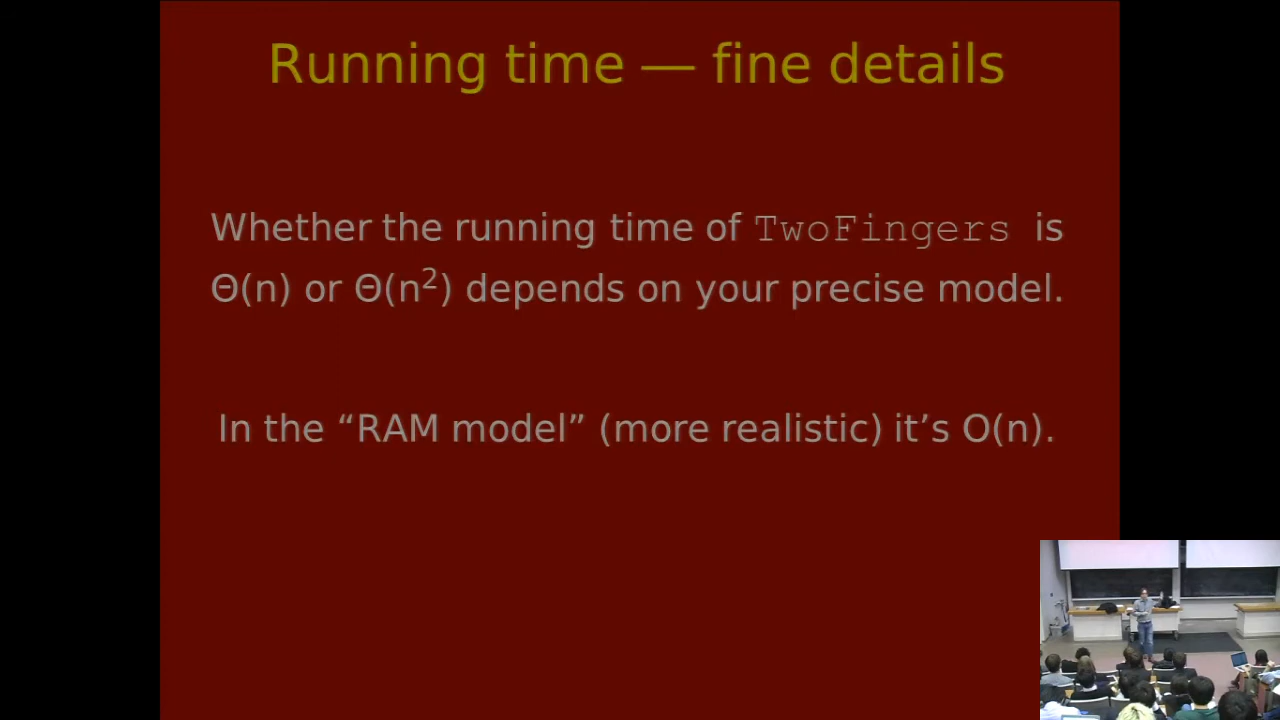 Running time — fine details
Whether the running time of TwoFingers is
Θ(n) or Θ(n²) depends on your precise model.
In the “RAM model” (more realistic) it’s O(n).